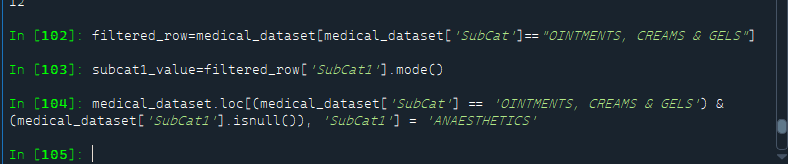 12
In [102]: filtered_row=medical_dataset[medical_dataset['SubCat']=="OINTMENTS, CREAMS & GELS"]
In [103]: subcat1_value=filtered_row['SubCat1'].mode()
In [104]: medical_dataset.loc[(medical_dataset['SubCat'] == 'OINTMENTS, CREAMS & GELS') &
(medical_dataset['SubCat1'].isnull()), 'SubCat1'] = 'ANAESTHETICS'
In [105]: